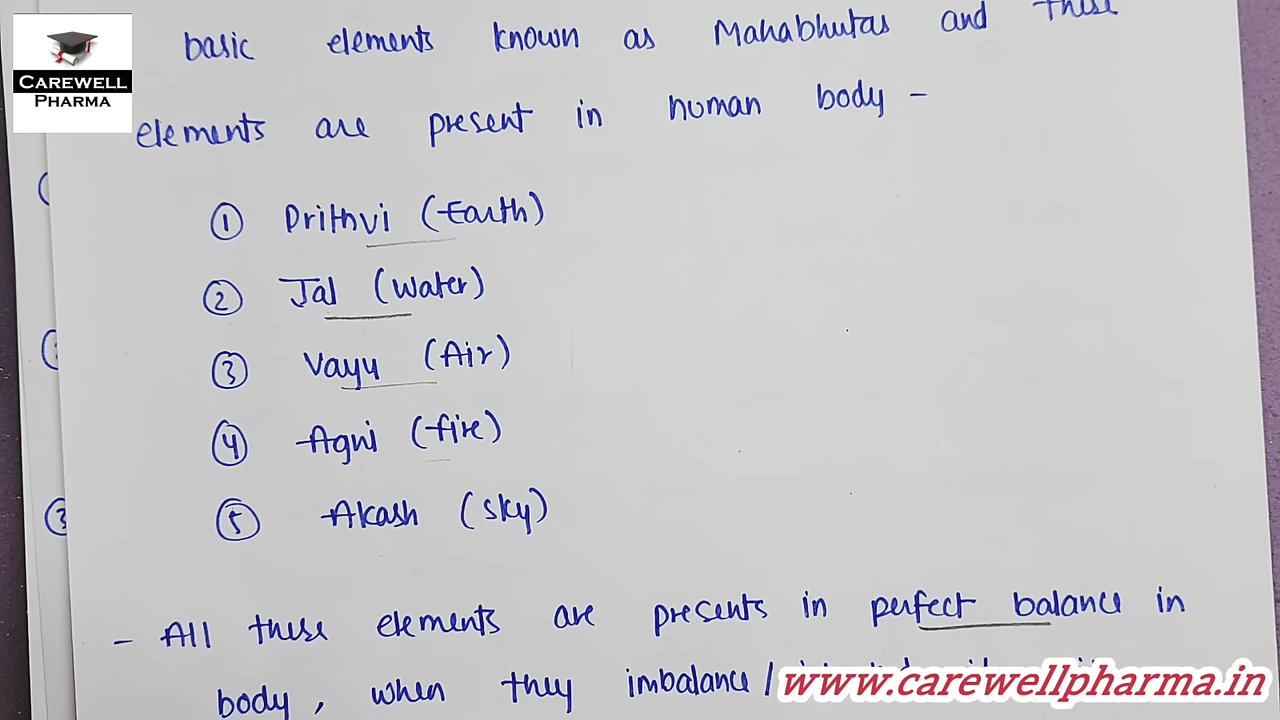 CAREWELL
PHARMA
basic elements known as Mahabhutas and these
elements are present in human body -
① Prithvi (Earth)
② Jal (Water)
③ Vayu (Air)
④ Agni (fire)
⑤ Akash (Sky)
- All these elements are presents in perfect balance in
body, when they imbalance/
www.carewellpharma.in